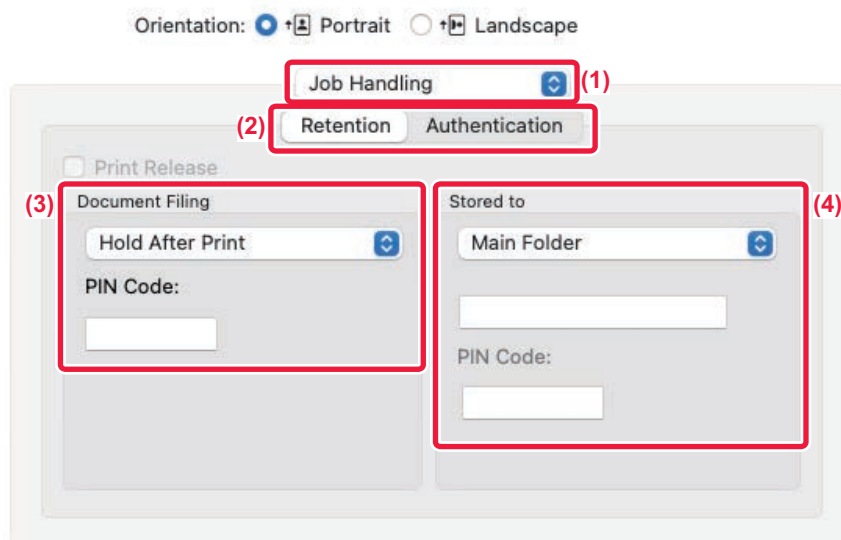 Orientation: Portrait Landscape
Job Handling (1)
(2) Retention Authentication
Print Release
(3) Document Filing Stored to (4)
Hold After Print Main Folder
PIN Code:
PIN Code: